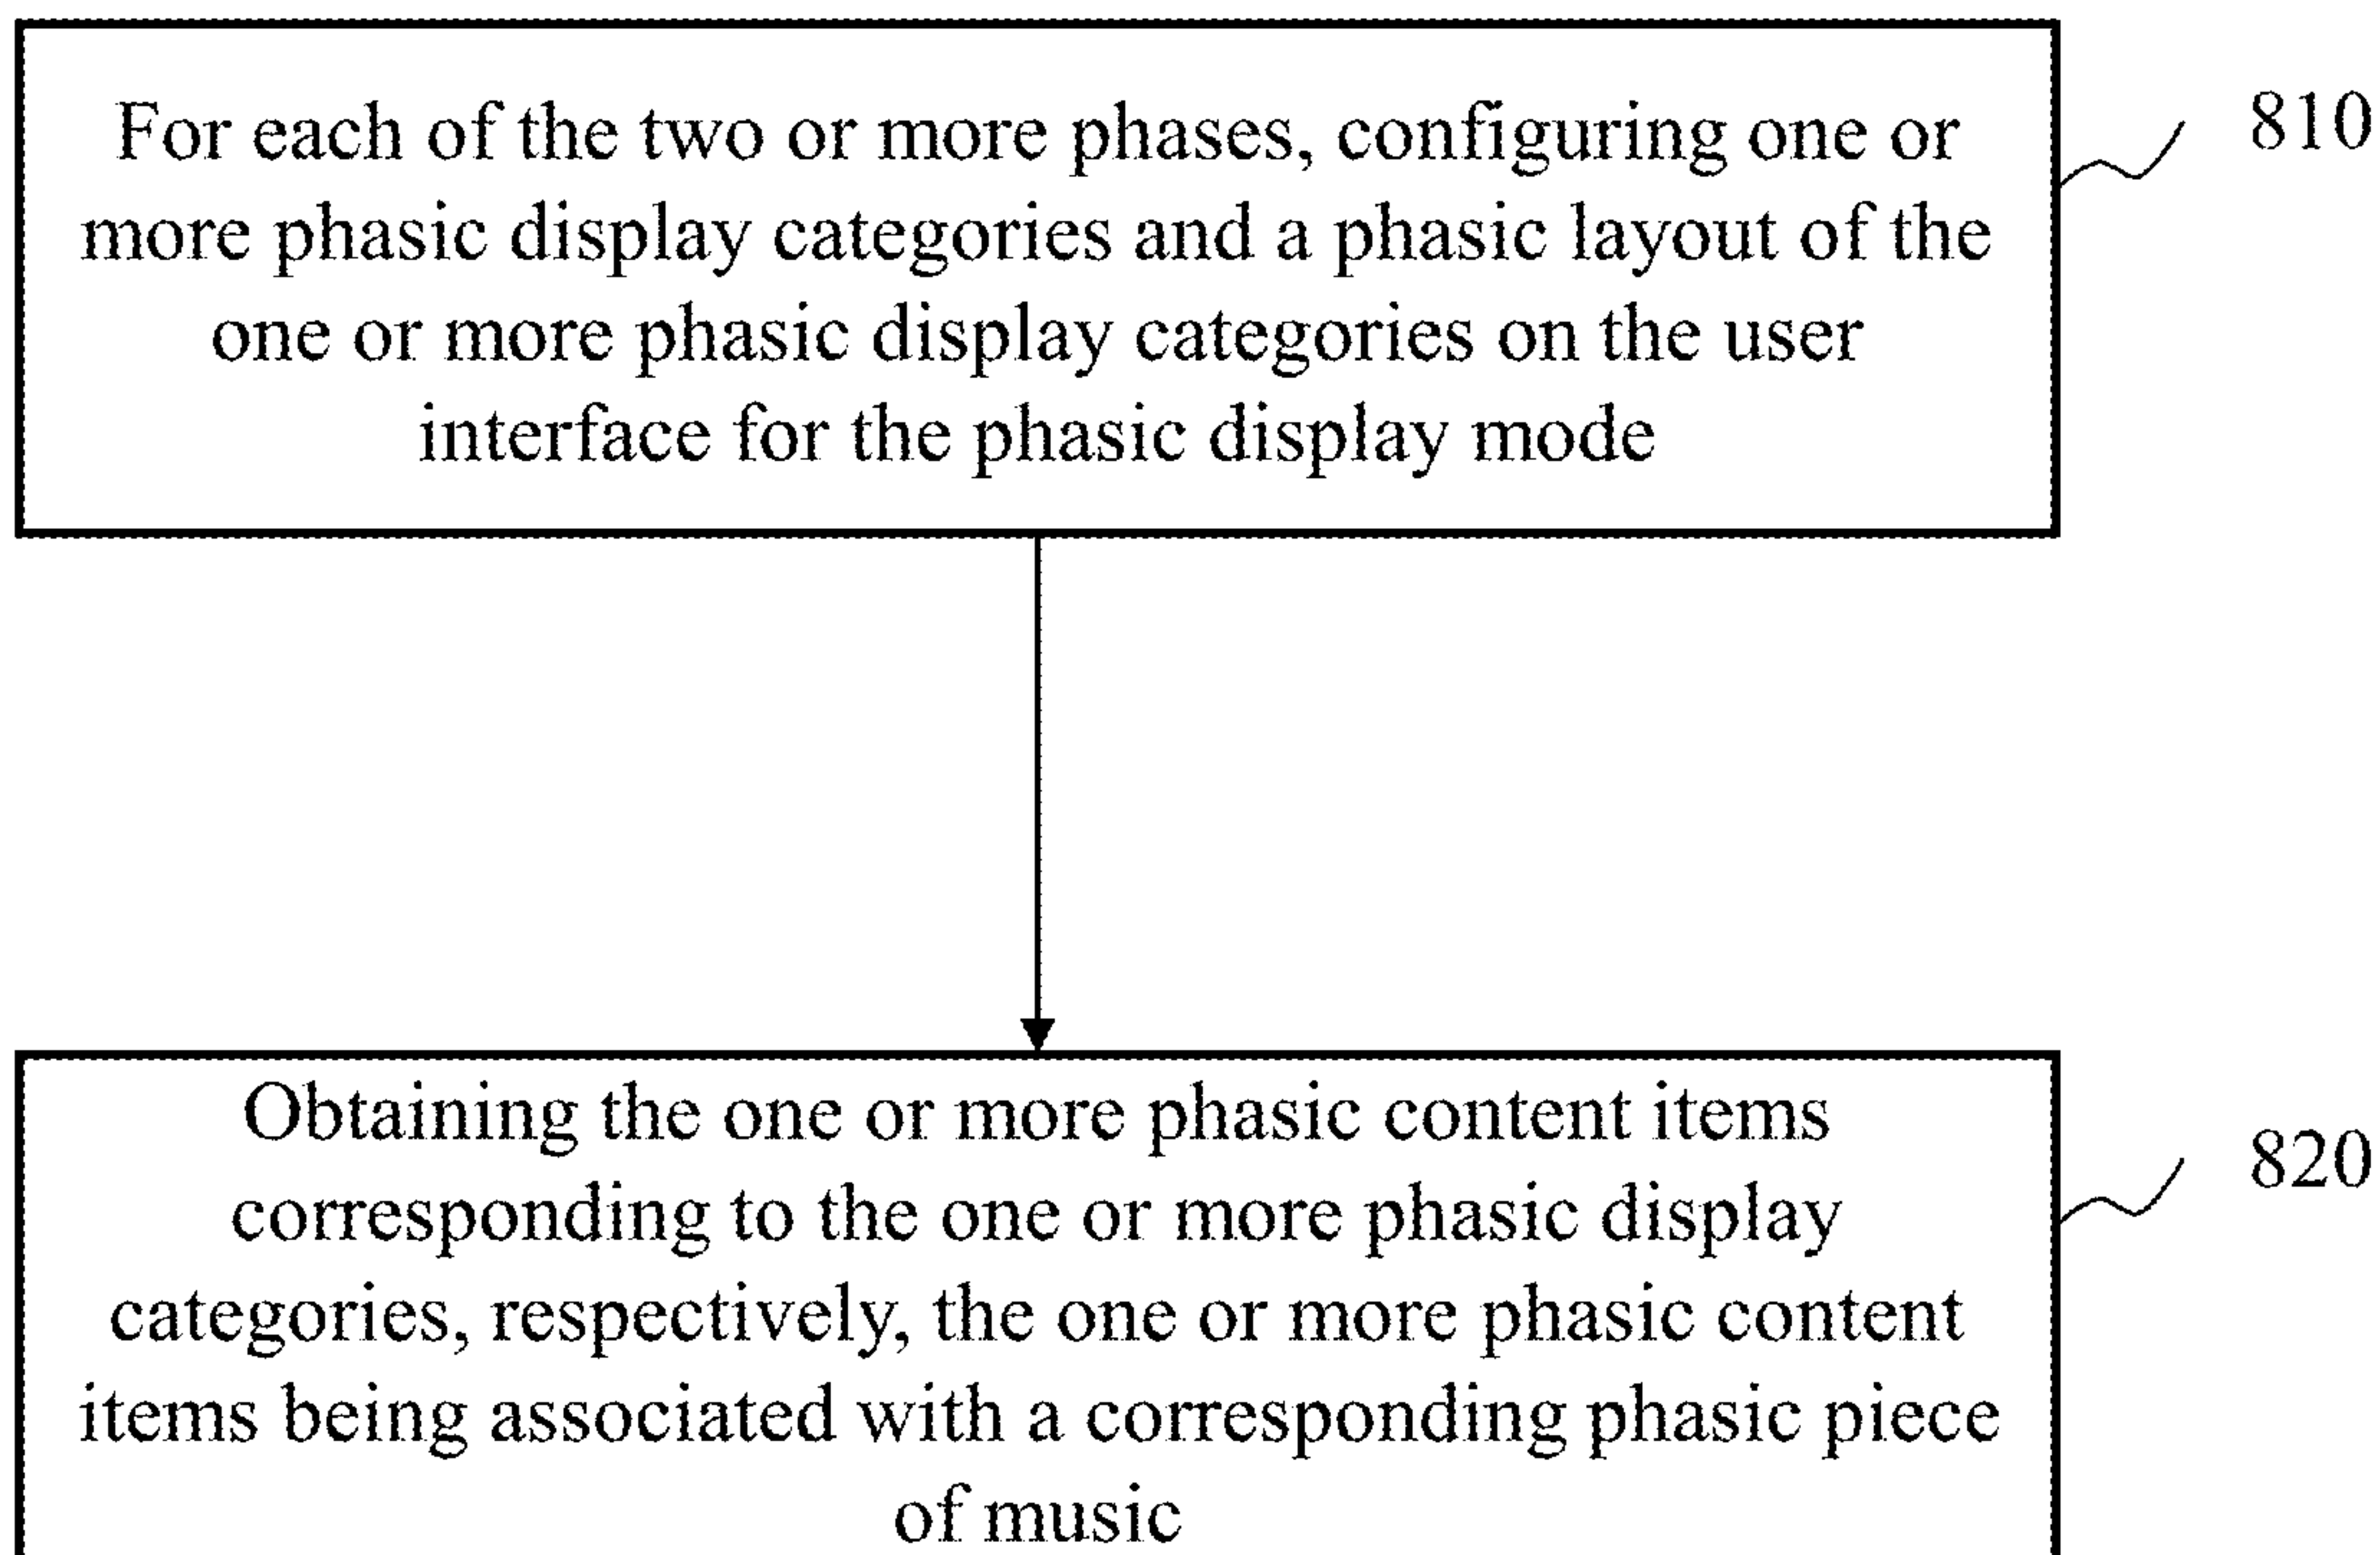 For each of the two or more phases, configuring one or
more phasic display categories and a phasic layout of the
one or more phasic display categories on the user
interface for the phasic display mode
810
Obtaining the one or more phasic content items
corresponding to the one or more phasic display
categories, respectively, the one or more phasic content
items being associated with a corresponding phasic piece
of music
820